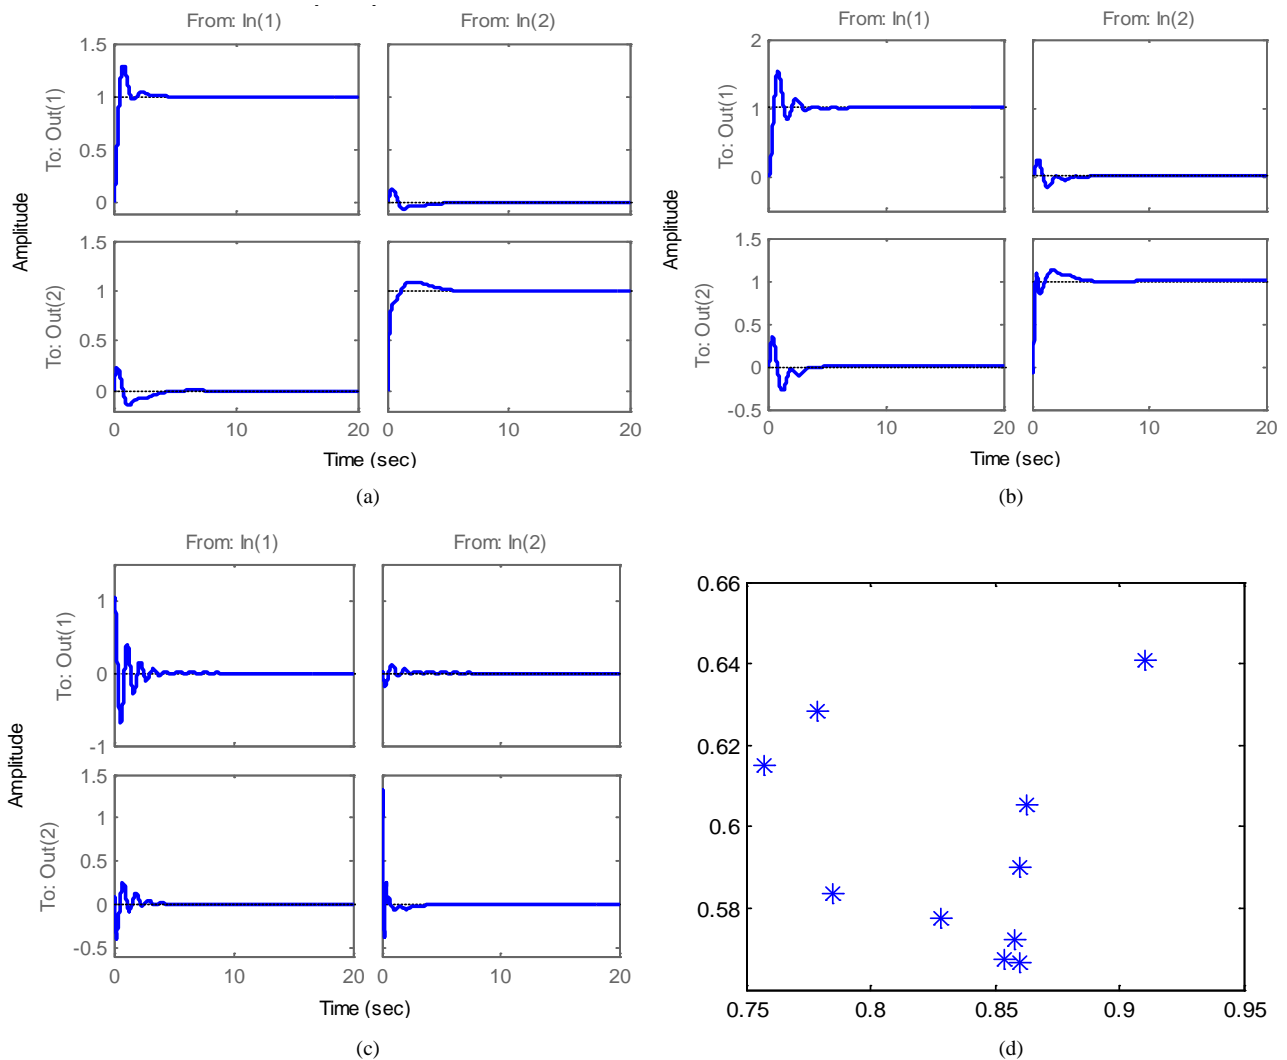 From: In(1) From: In(2)
1.5
To: Out(1)
1
0.5
0
Amplitude
1.5
To: Out(2)
1
0.5
0
0 10 20 0 10 20
Time (sec)
(a)
From: In(1) From: In(2)
2
To: Out(1)
1
0
Amplitude
1.5
To: Out(2)
1
0.5
0
-0.5
0 10 20 0 10 20
Time (sec)
(b)
From: In(1) From: In(2)
To: Out(1)
1
0
-1
Amplitude
1.5
To: Out(2)
1
0.5
0
-0.5
0 10 20 0 10 20
Time (sec)
(c)
0.66
0.64
0.62
0.6
0.58
0.75 0.8 0.85 0.9 0.95
(d)